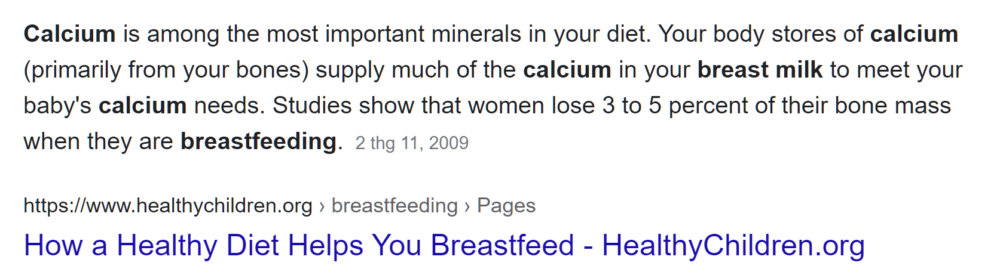 Calcium is among the most important minerals in your diet. Your body stores of calcium
(primarily from your bones) supply much of the calcium in your breast milk to meet your
baby's calcium needs. Studies show that women lose 3 to 5 percent of their bone mass
when they are breastfeeding. 2 thg 11, 2009
https://www.healthychildren.org › breastfeeding › Pages
How a Healthy Diet Helps You Breastfeed - HealthyChildren.org